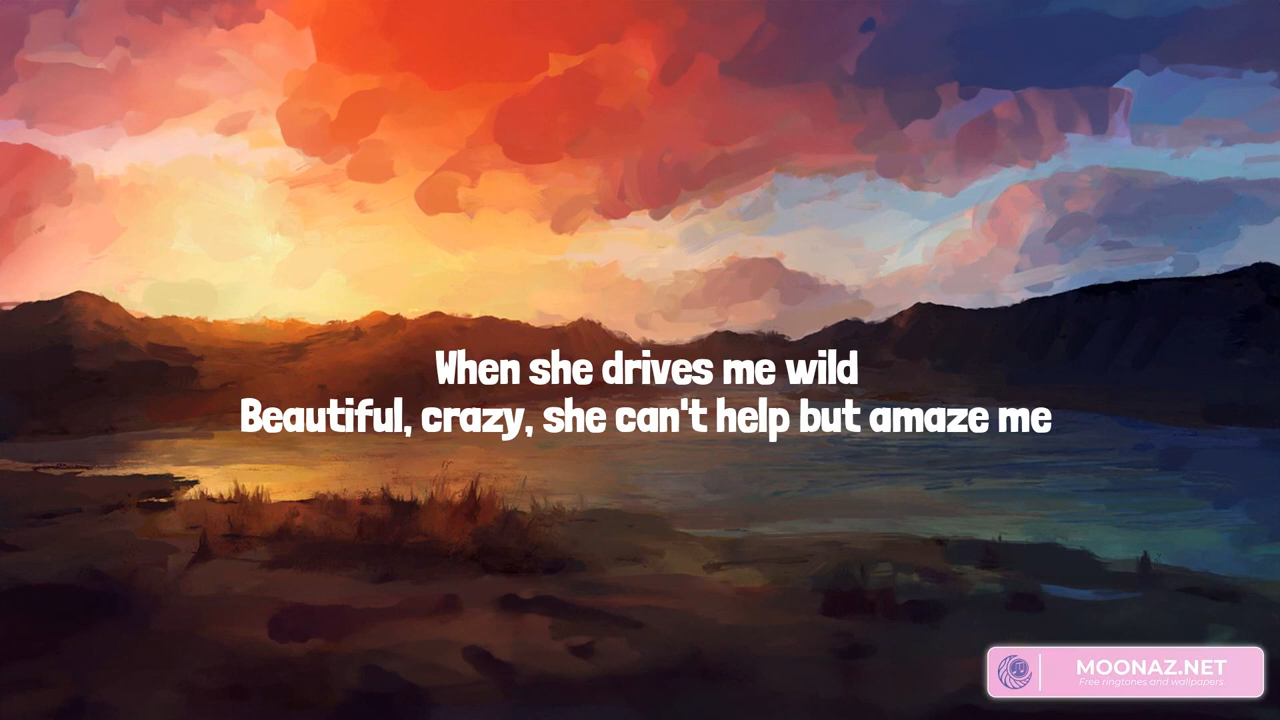 When she drives me wild
Beautiful, crazy, she can't help but amaze me
MOONAZ.NET
Free ringtones and wallpapers